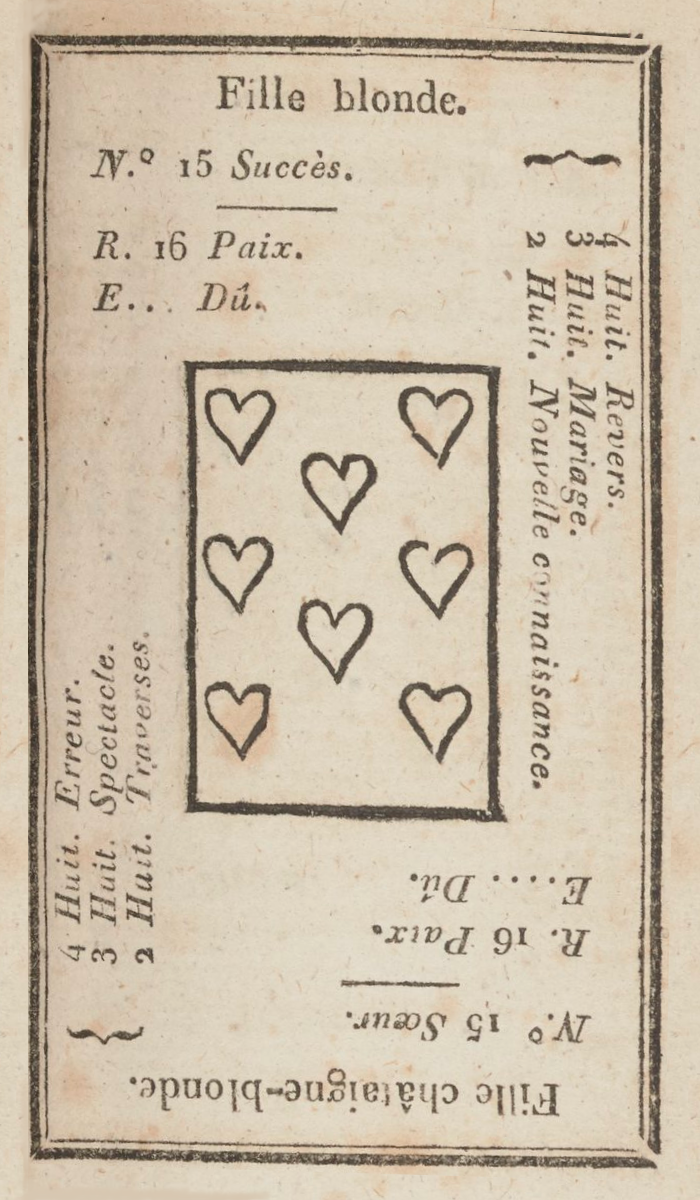 Fille blonde.
N.º 15 Succès.
R. 16 Paix.
E... Dû.
4 Huit. Revers.
3 Huit. Mariage.
2 Huit. Nouvelle connaissance.
4 Huit. Erreur.
3 Huit. Spectacle.
2 Huit. Traverses.
Fille châtaigne-blonde.
N.º 15 Sœur.
R. 16 Paix.
E.... Dû.